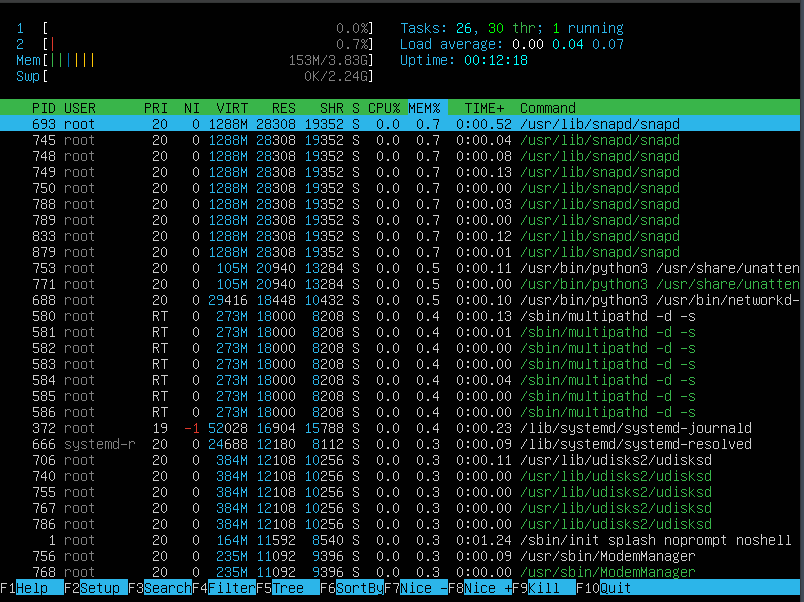 1 [ 0.0%] Tasks: 26, 30 thr; 1 running
2 [| 0.7%] Load average: 0.00 0.04 0.07
Mem[|||||| 153M/3.83G] Uptime: 00:12:18
Swp[ 0K/2.24G]
PID USER PRI NI VIRT RES SHR S CPU% MEM% TIME+ Command
693 root 20 0 1288M 28308 19352 S 0.0 0.7 0:00.52 /usr/lib/snapd/snapd
745 root 20 0 1288M 28308 19352 S 0.0 0.7 0:00.04 /usr/lib/snapd/snapd
748 root 20 0 1288M 28308 19352 S 0.0 0.7 0:00.08 /usr/lib/snapd/snapd
749 root 20 0 1288M 28308 19352 S 0.0 0.7 0:00.13 /usr/lib/snapd/snapd
750 root 20 0 1288M 28308 19352 S 0.0 0.7 0:00.00 /usr/lib/snapd/snapd
788 root 20 0 1288M 28308 19352 S 0.0 0.7 0:00.03 /usr/lib/snapd/snapd
789 root 20 0 1288M 28308 19352 S 0.0 0.7 0:00.00 /usr/lib/snapd/snapd
833 root 20 0 1288M 28308 19352 S 0.0 0.7 0:00.12 /usr/lib/snapd/snapd
879 root 20 0 1288M 28308 19352 S 0.0 0.7 0:00.01 /usr/lib/snapd/snapd
753 root 20 0 105M 20940 13284 S 0.0 0.5 0:00.11 /usr/bin/python3 /usr/share/unatten
771 root 20 0 105M 20940 13284 S 0.0 0.5 0:00.00 /usr/bin/python3 /usr/share/unatten
688 root 20 0 29416 18448 10432 S 0.0 0.5 0:00.10 /usr/bin/python3 /usr/bin/networkd-
580 root RT 0 273M 18000 8208 S 0.0 0.4 0:00.13 /sbin/multipathd -d -s
581 root RT 0 273M 18000 8208 S 0.0 0.4 0:00.01 /sbin/multipathd -d -s
582 root RT 0 273M 18000 8208 S 0.0 0.4 0:00.00 /sbin/multipathd -d -s
583 root RT 0 273M 18000 8208 S 0.0 0.4 0:00.00 /sbin/multipathd -d -s
584 root RT 0 273M 18000 8208 S 0.0 0.4 0:00.00 /sbin/multipathd -d -s
585 root RT 0 273M 18000 8208 S 0.0 0.4 0:00.00 /sbin/multipathd -d -s
586 root RT 0 273M 18000 8208 S 0.0 0.4 0:00.00 /sbin/multipathd -d -s
372 root 19 -1 52028 16904 15788 S 0.0 0.4 0:00.23 /lib/systemd/systemd-journald
666 systemd-r 20 0 24688 12180 8112 S 0.0 0.3 0:00.09 /lib/systemd/systemd-resolved
706 root 20 0 384M 12108 10256 S 0.0 0.3 0:00.11 /usr/lib/udisks2/udisksd
740 root 20 0 384M 12108 10256 S 0.0 0.3 0:00.00 /usr/lib/udisks2/udisksd
755 root 20 0 384M 12108 10256 S 0.0 0.3 0:00.00 /usr/lib/udisks2/udisksd
767 root 20 0 384M 12108 10256 S 0.0 0.3 0:00.00 /usr/lib/udisks2/udisksd
786 root 20 0 384M 12108 10256 S 0.0 0.3 0:00.00 /usr/lib/udisks2/udisksd
1 root 20 0 164M 11592 8540 S 0.0 0.3 0:01.24 /sbin/init splash noprompt noshell
756 root 20 0 235M 11092 9396 S 0.0 0.3 0:00.09 /usr/sbin/ModemManager
768 root 20 0 235M 11092 9396 S 0.0 0.3 0:00.00 /usr/sbin/ModemManager
F1Help F2Setup F3SearchF4FilterF5Tree F6SortByF7Nice -F8Nice +F9Kill F10Quit